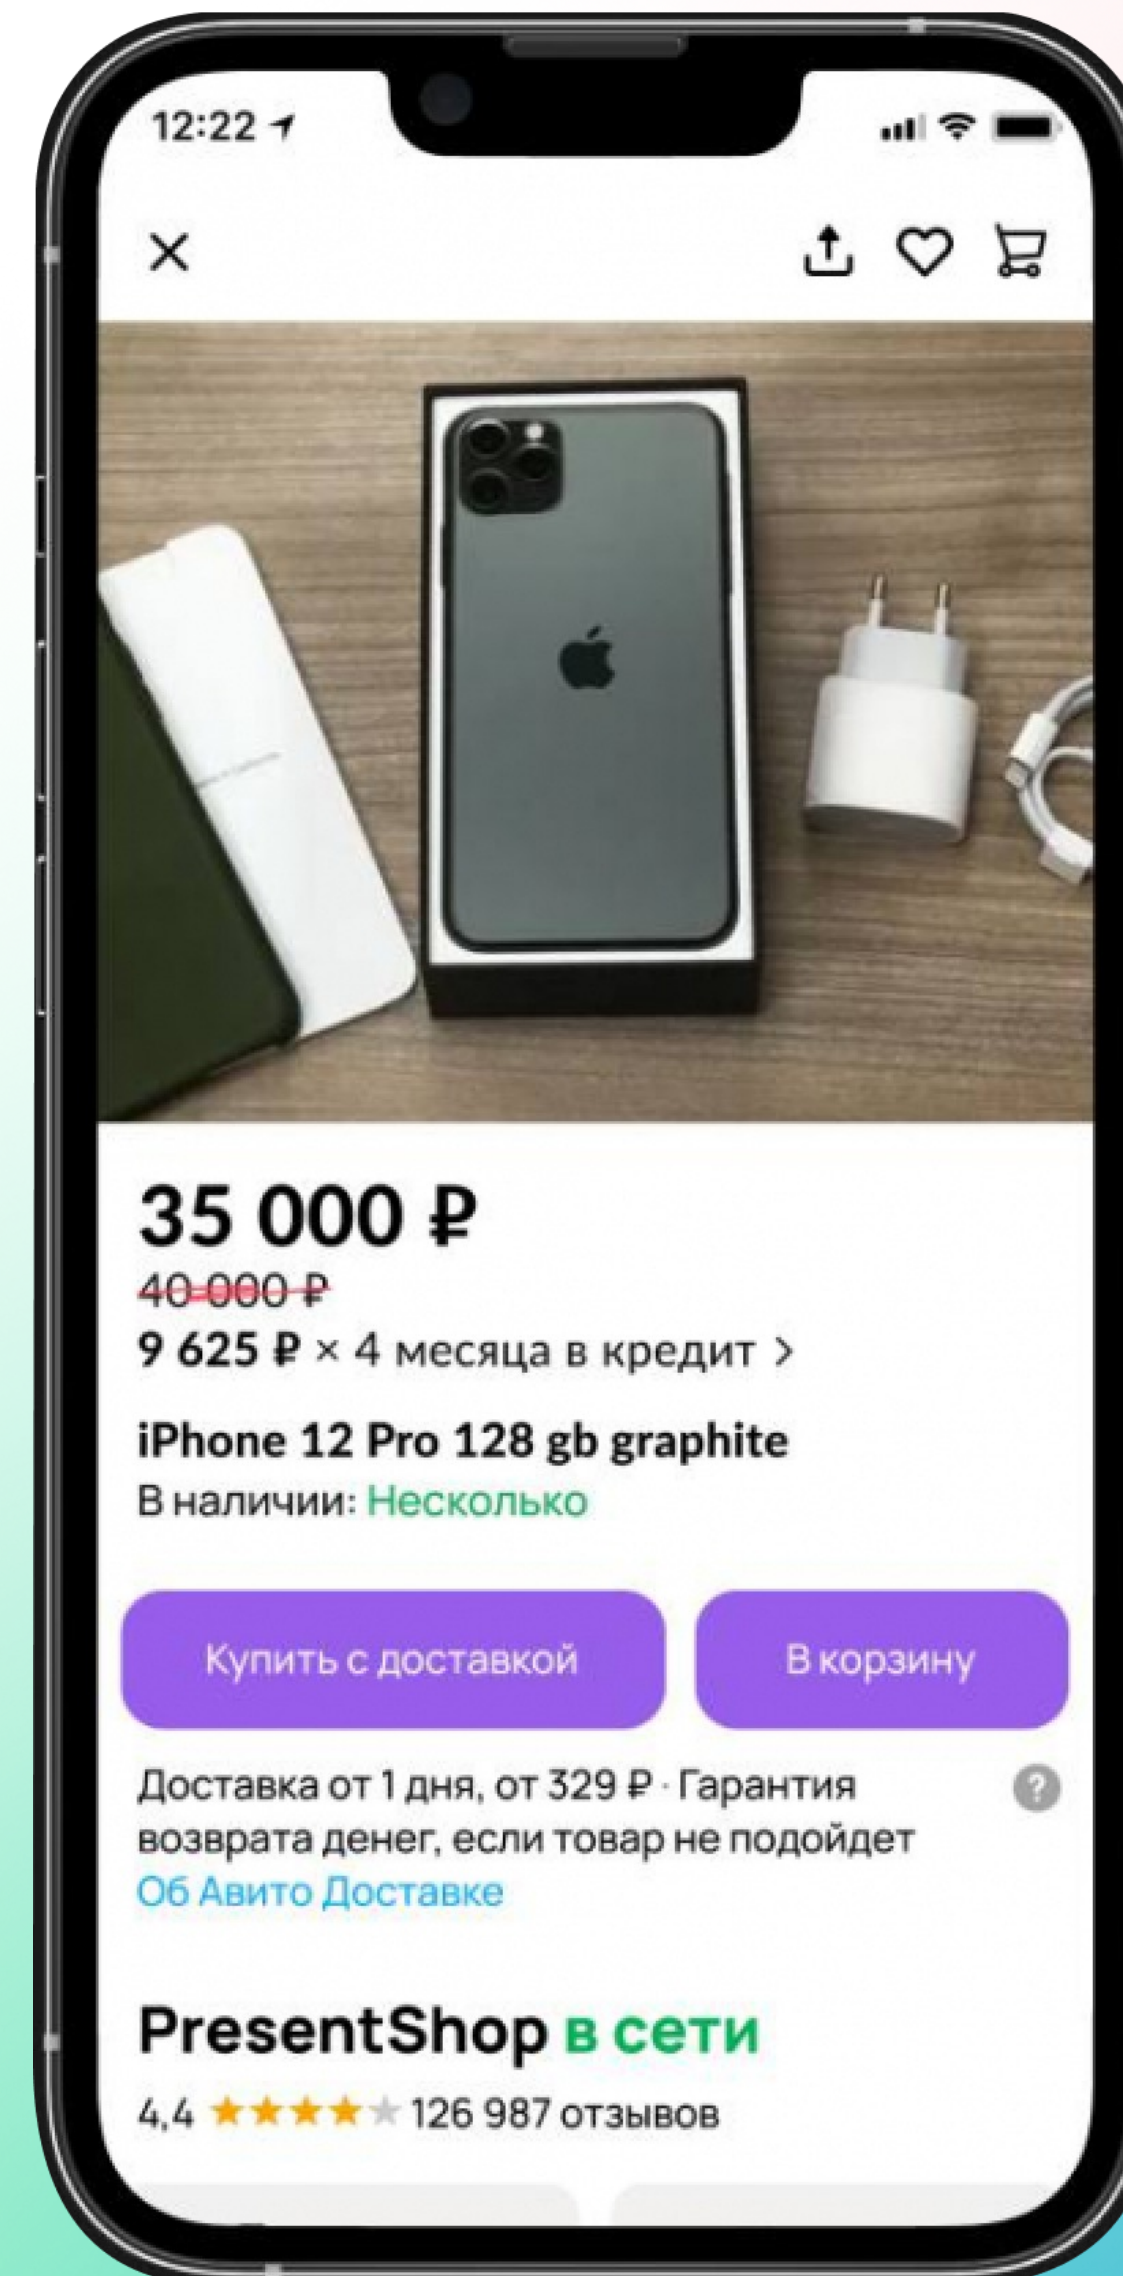 12:22
35 000 ₽
40 000 ₽
9 625 ₽ × 4 месяца в кредит >
iPhone 12 Pro 128 gb graphite
В наличии: Несколько
Купить с доставкой
В корзину
Доставка от 1 дня, от 329 ₽ · Гарантия
возврата денег, если товар не подойдет
?
Об Авито Доставке
PresentShop в сети
4,4 ★★★★★ 126 987 отзывов